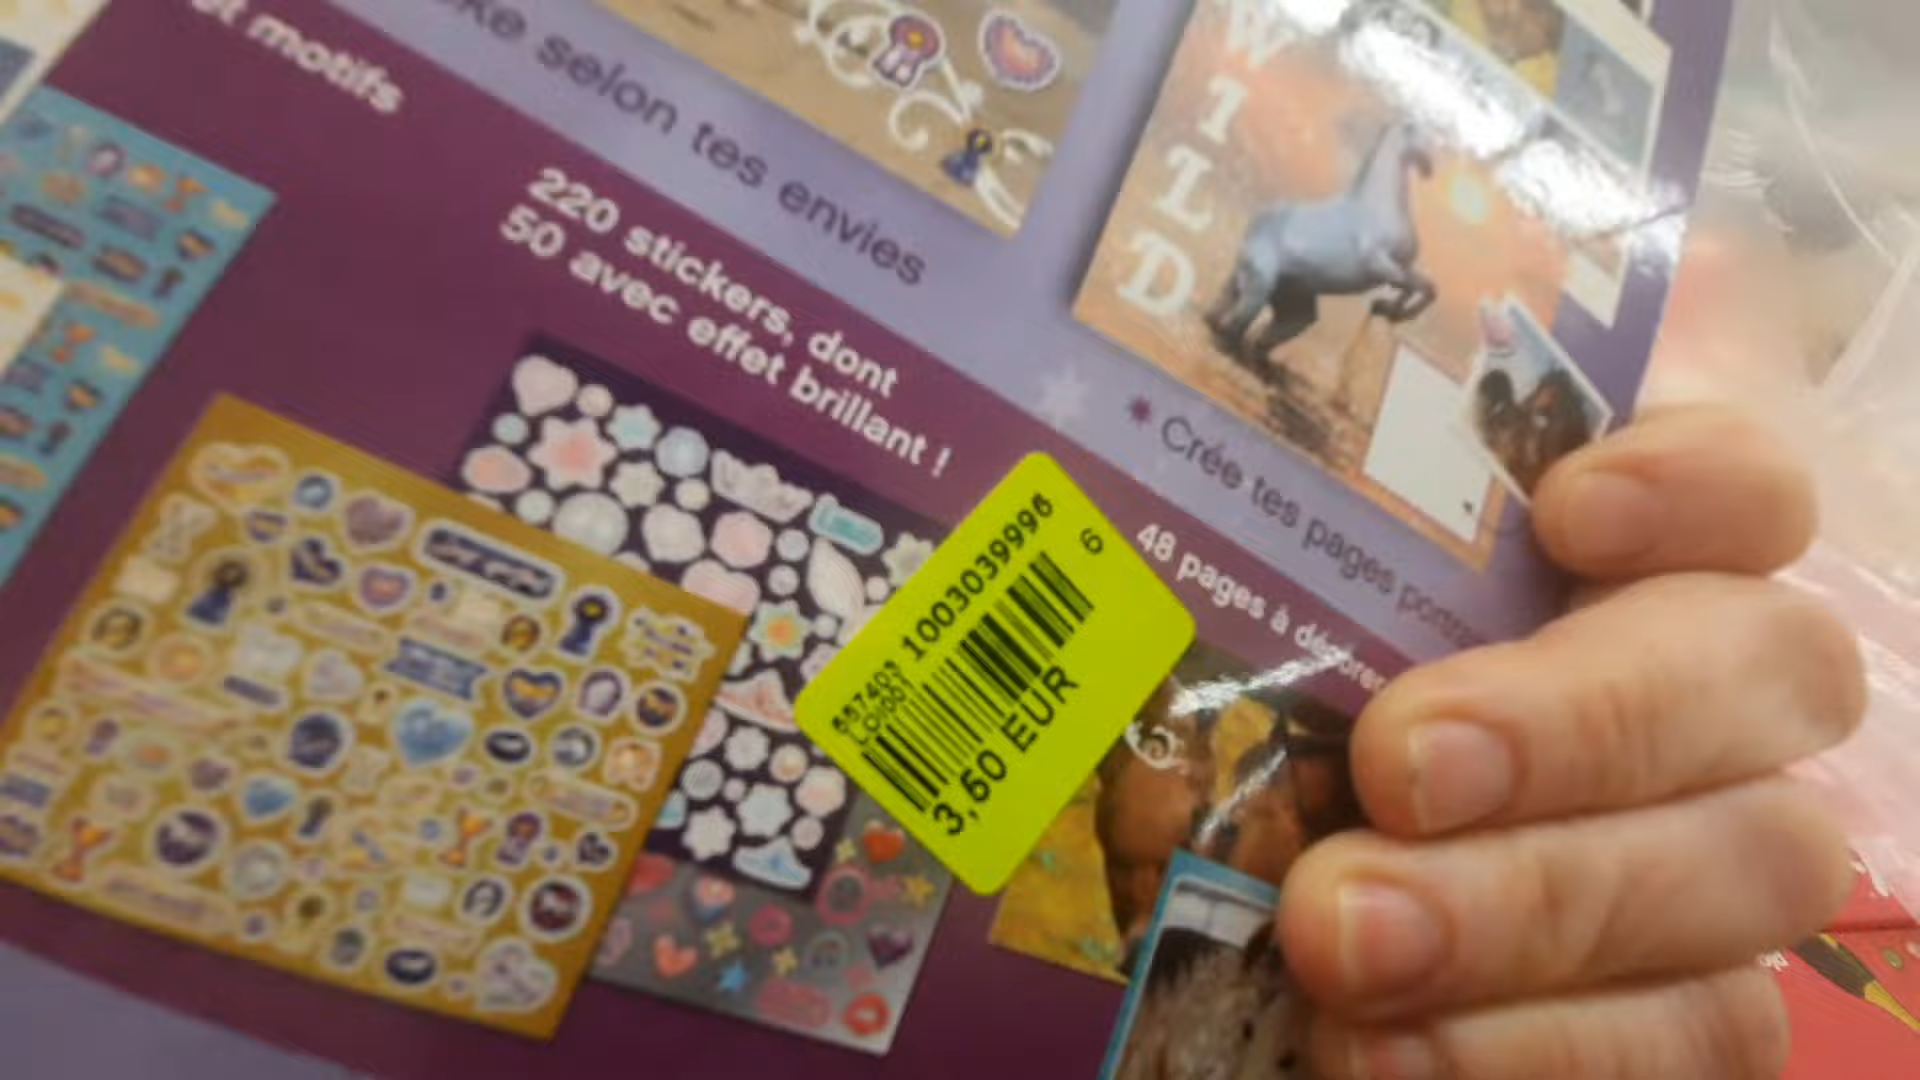 et motifs
selon tes envies
WILD
220 stickers, dont
50 avec effet brillant !
Crée tes pages
48 pages à
1003039996
6
3,60 EUR